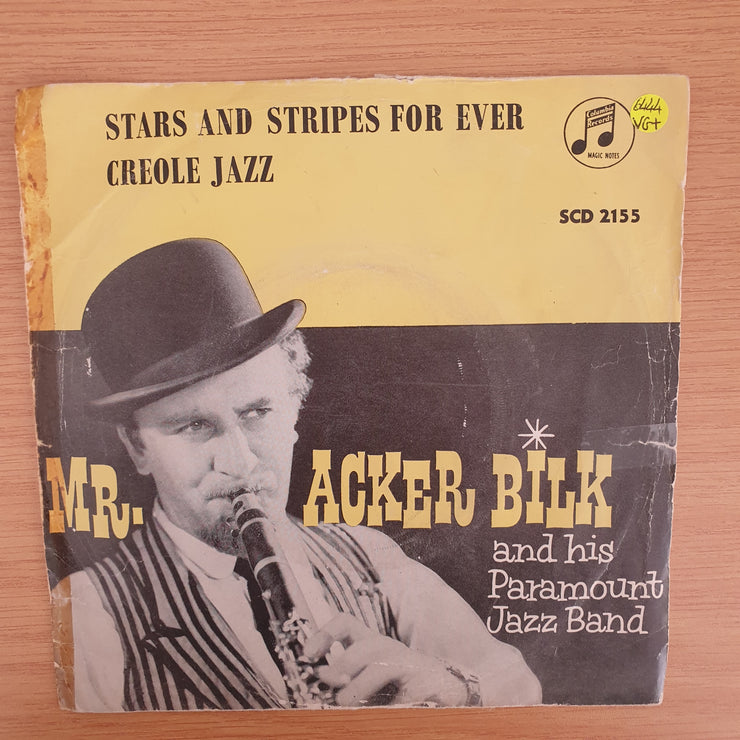 STARS AND STRIPES FOR EVER
CREOLE JAZZ
Columbia
Records
MAGIC NOTES
6444
VG+
SCD 2155
MR. ACKER BILK
and his
Paramount
Jazz Band